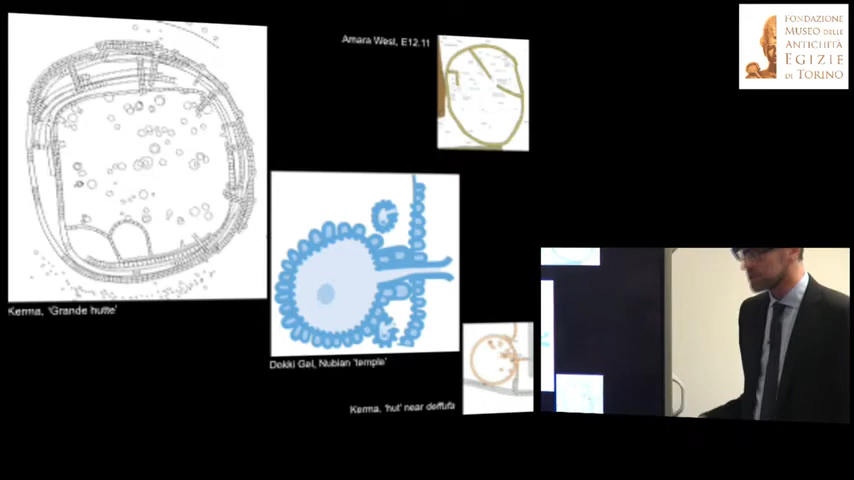 Amara West, E12.11
FONDAZIONE
MUSEO DELLE
ANTICHITÀ
EGIZIE
DI TORINO
Kerma, 'Grande hutte'
Dokki Gel, Nubian 'temple'
Kerma, 'hut' near deffufa